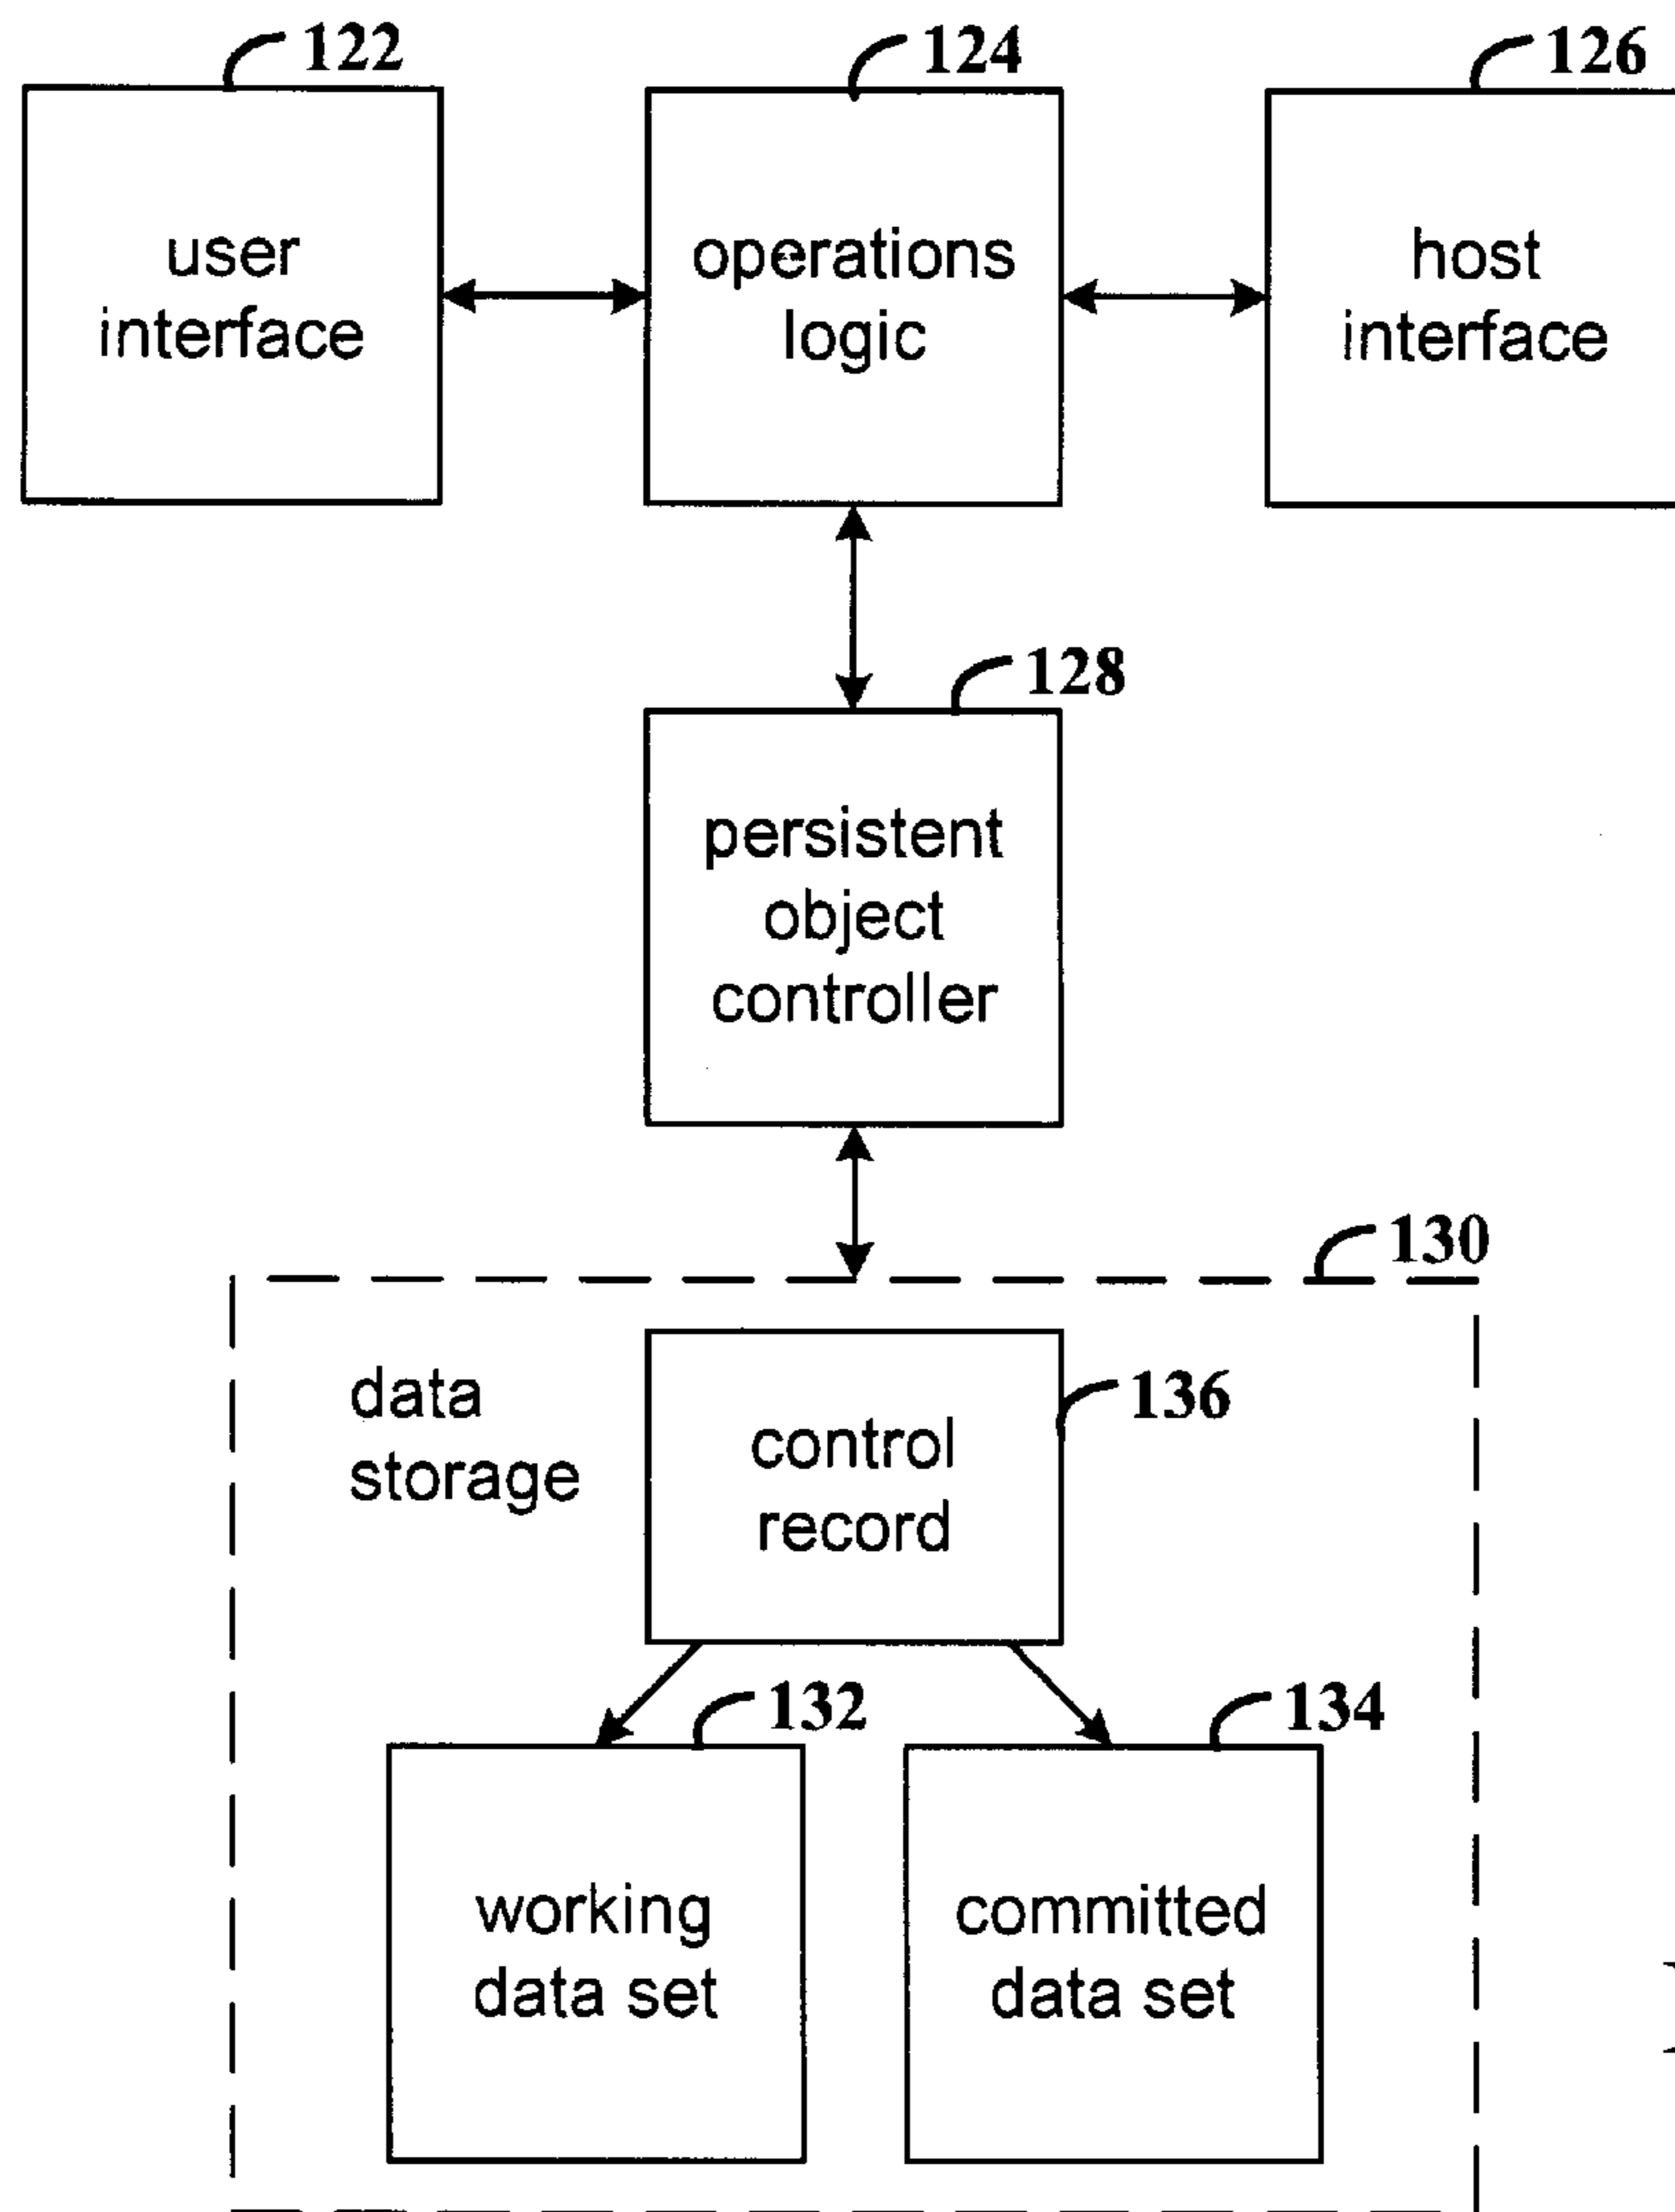 122
124
126
user
interface
operations
logic
host
interface
128
persistent
object
controller
130
data
storage
136
control
record
132
134
working
data set
committed
data set